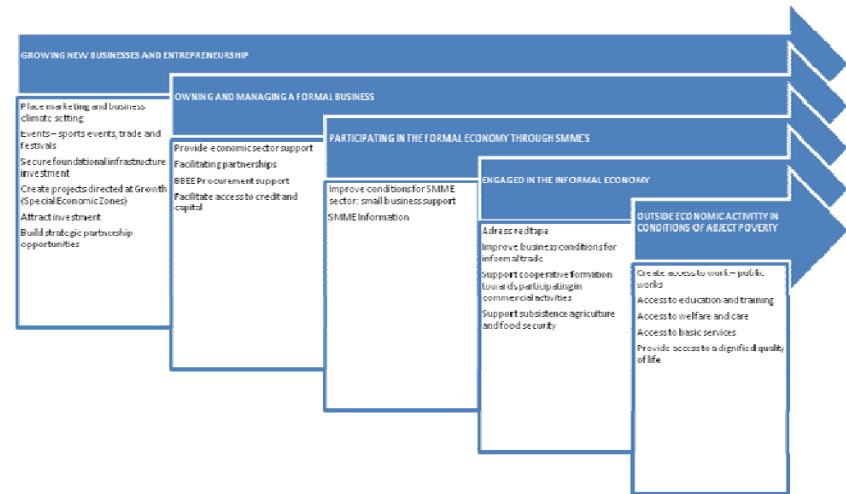 GROWING NEW BUSINESSES AND ENTREPRENEURSHIP
Place marketing and business
climate setting
Events – sports events, trade and
festivals
Secure foundational infrastructure
investment
Create projects directed at Growth
(Special Economic Zones)
Attract investment
Build strategic partnership
opportunities
OWNING AND MANAGING A FORMAL BUSINESS
Provide economic sector support
Facilitating partnerships
BBEE Procurement support
Facilitate access to credit and
capital
PARTICIPATING IN THE FORMAL ECONOMY THROUGH SMME'S
Improve conditions for SMME
sector: small business support
SMME Information
ENGAGED IN THE INFORMAL ECONOMY
Adress red tape
Improve business conditions for
informal trade
Support cooperative formation
towards participating in
commercial activities
Support subsistence agriculture
and food security
OUTSIDE ECONOMIC ACTIVITY IN
CONDITIONS OF ABJECT POVERTY
Create access to work – public
works
Access to education and training
Access to welfare and care
Access to basic services
Provide access to a dignified quality
of life